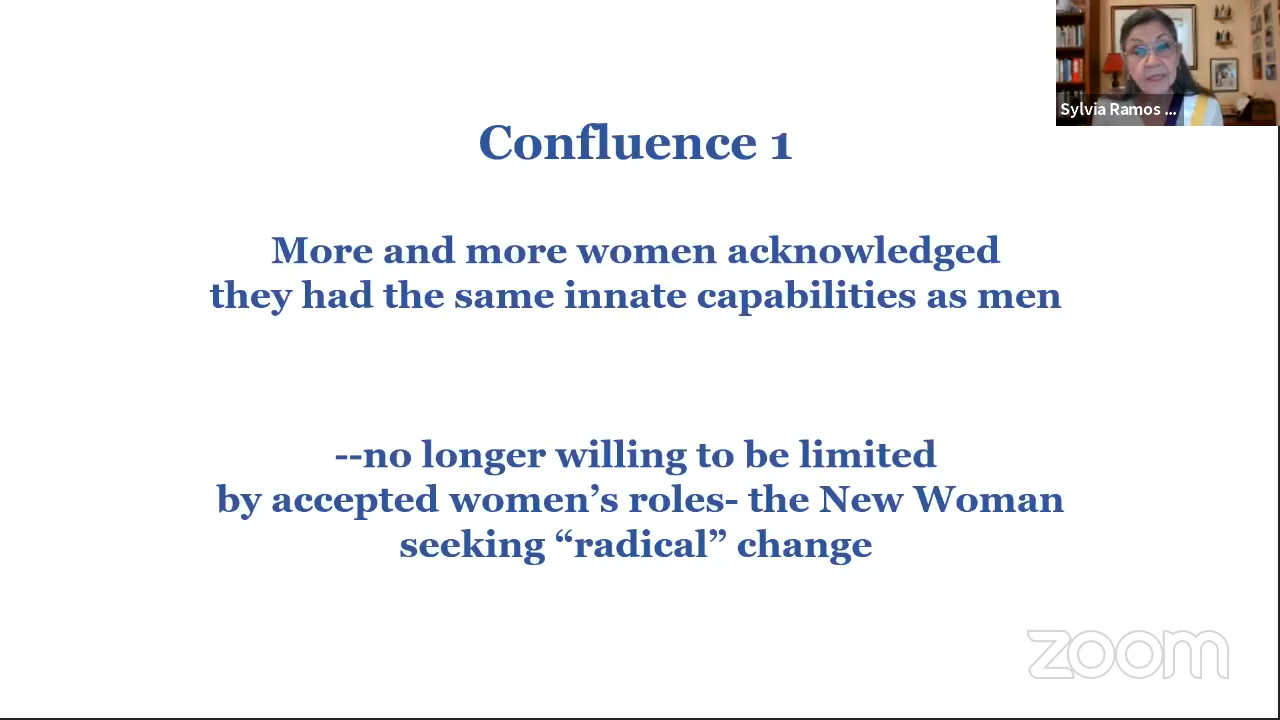 Sylvia Ramos ...
Confluence 1
More and more women acknowledged
they had the same innate capabilities as men
--no longer willing to be limited
by accepted women’s roles- the New Woman
seeking “radical” change
zoom